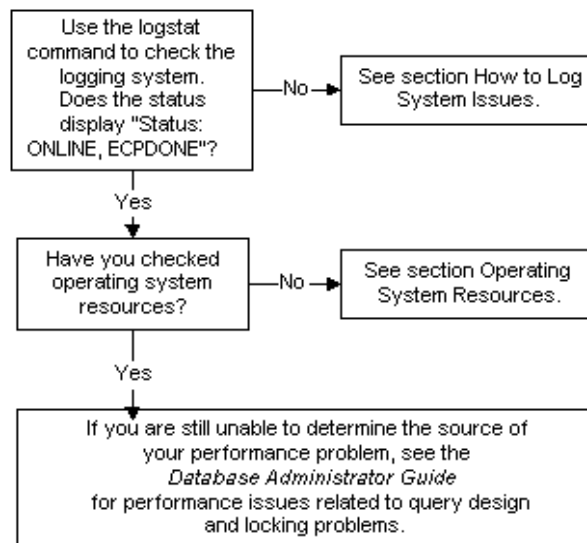 Use the logstat
command to check the
logging system.
Does the status
display "Status:
ONLINE, ECPDONE"?
No
See section How to Log
System Issues.
Yes
Have you checked
operating system
resources?
No
See section Operating
System Resources.
Yes
If you are still unable to determine the source of
your performance problem, see the
Database Administrator Guide
for performance issues related to query design
and locking problems.